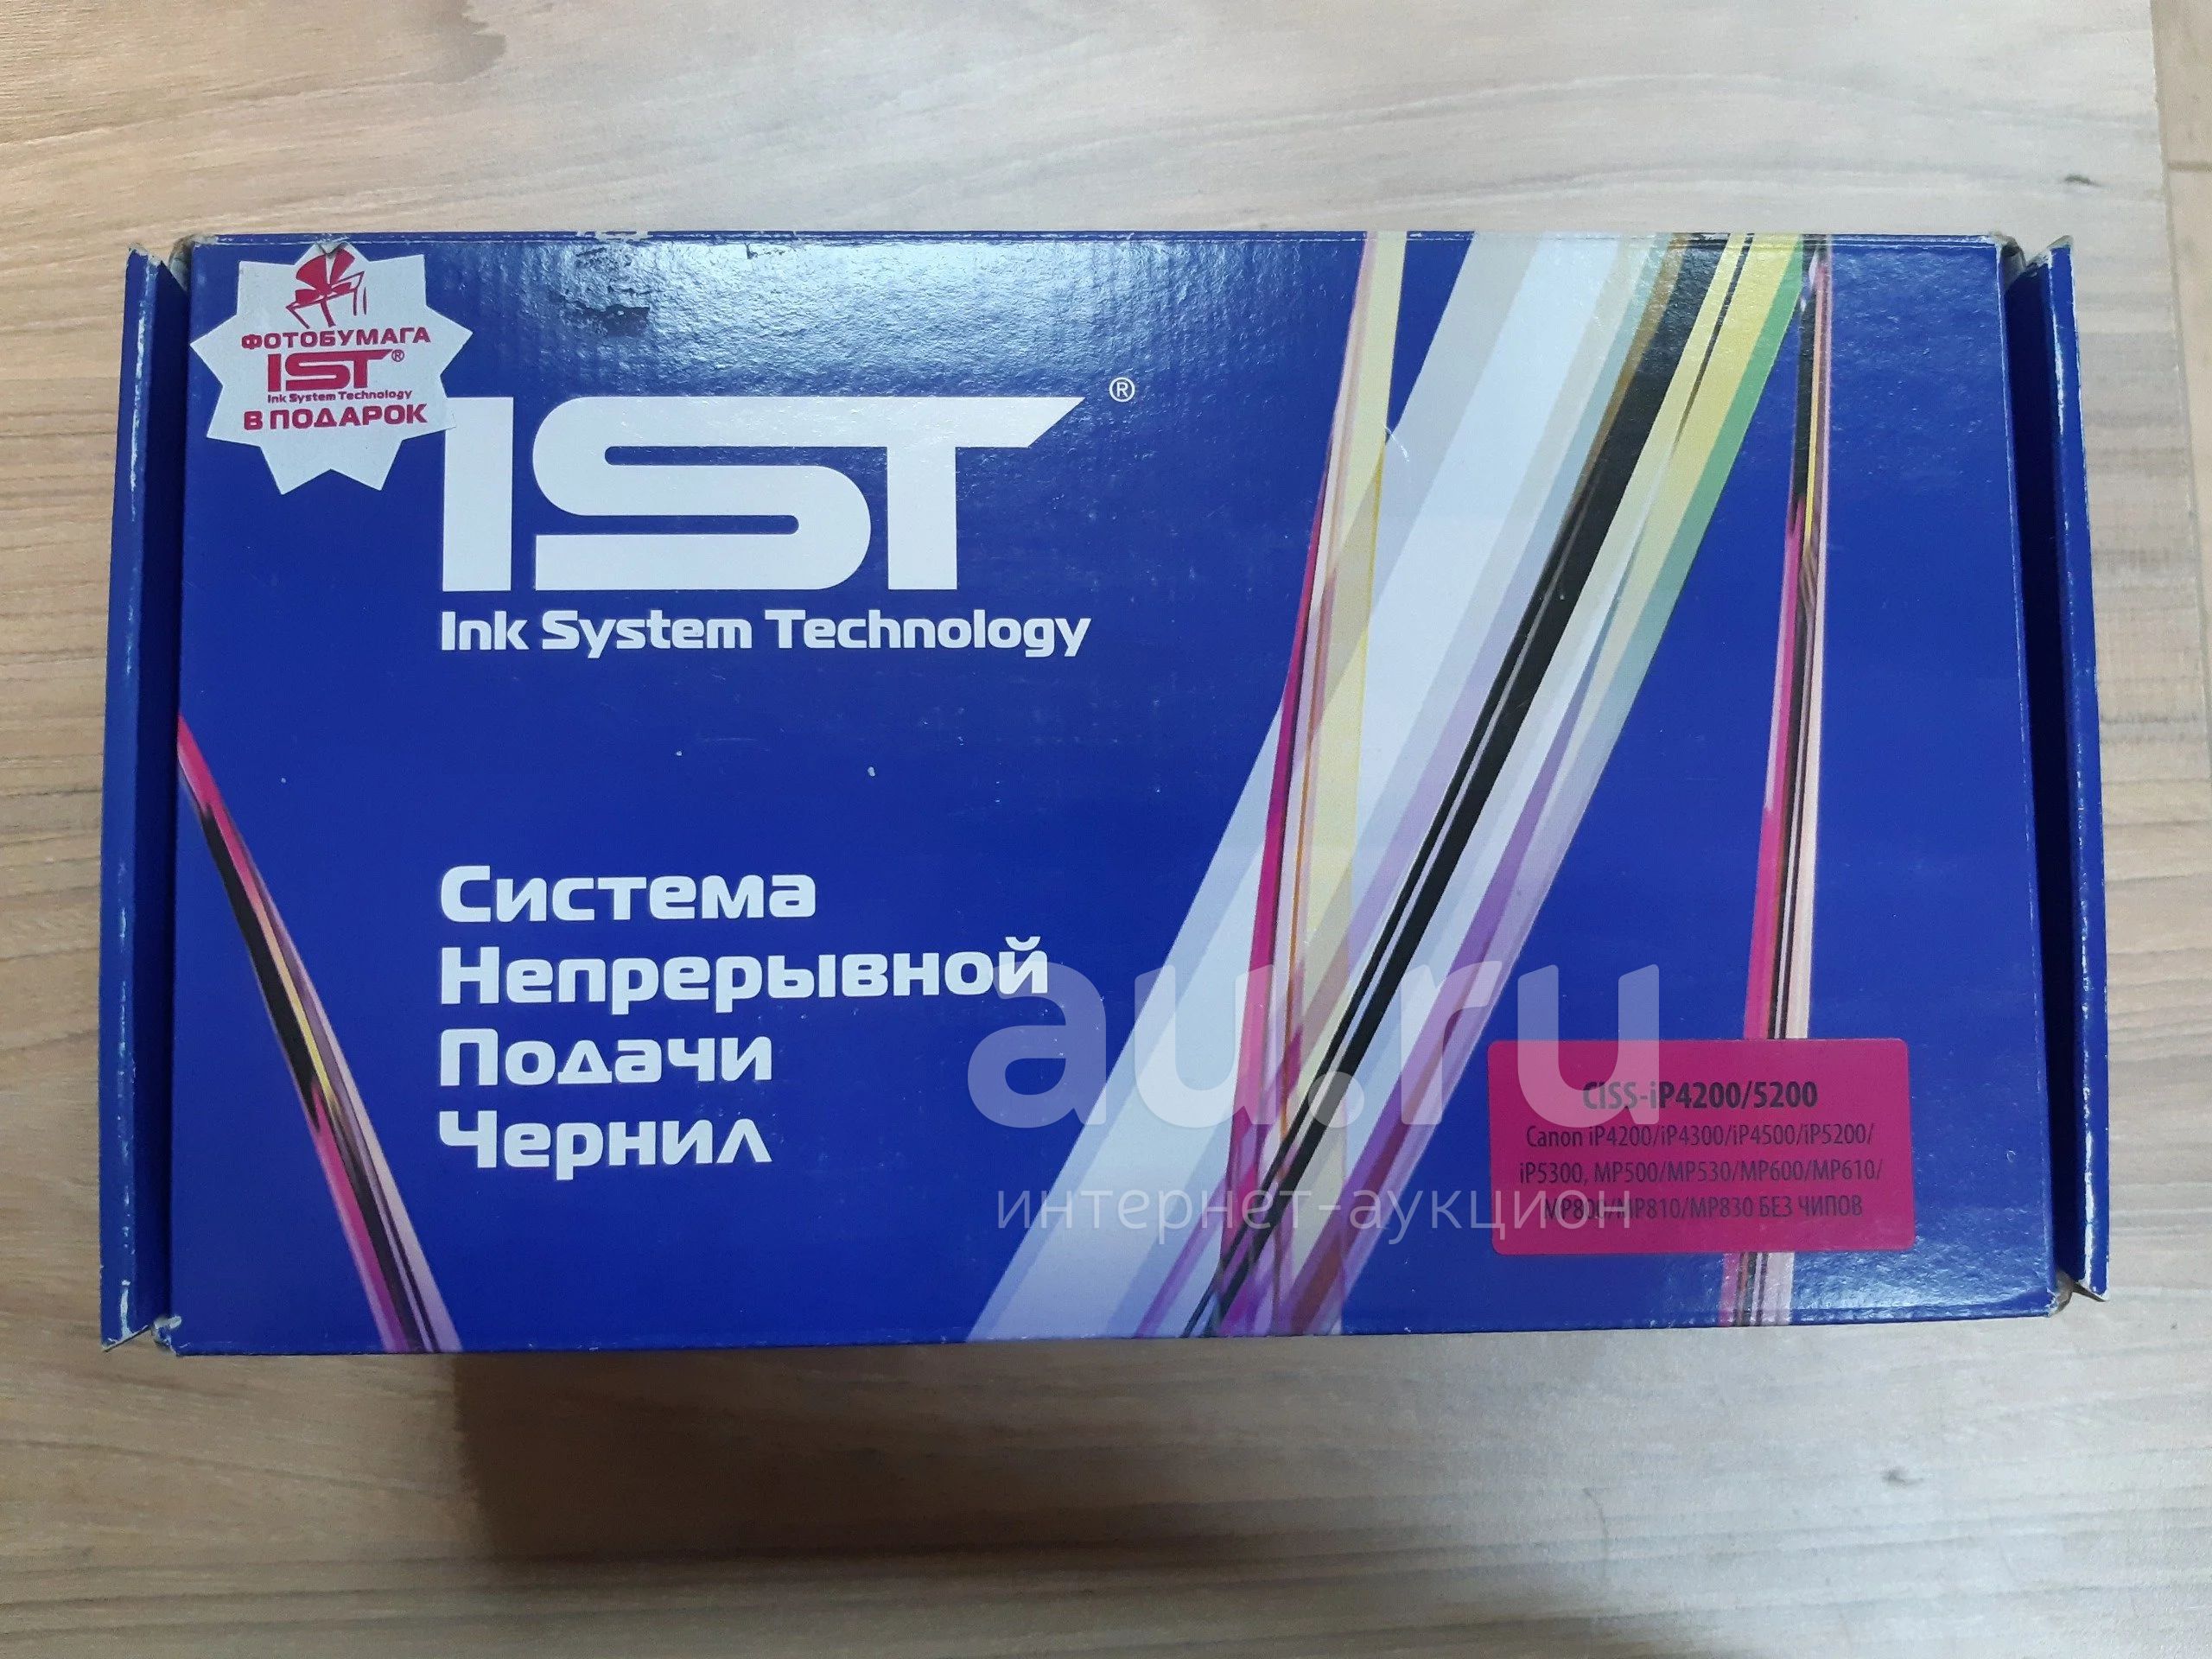 ФОТОБУМАГА
IST®
Ink System Technology
В ПОДАРОК
IST®
Ink System Technology
Система
Непрерывной
Подачи
Чернил
CISS-iP4200/5200
Canon iP4200/iP4300/iP4500/iP5200/
iP5300, MP500/MP530/MP600/MP610/
MP800/MP810/MP830 БЕЗ ЧИПОВ
au.ru
интернет-аукцион